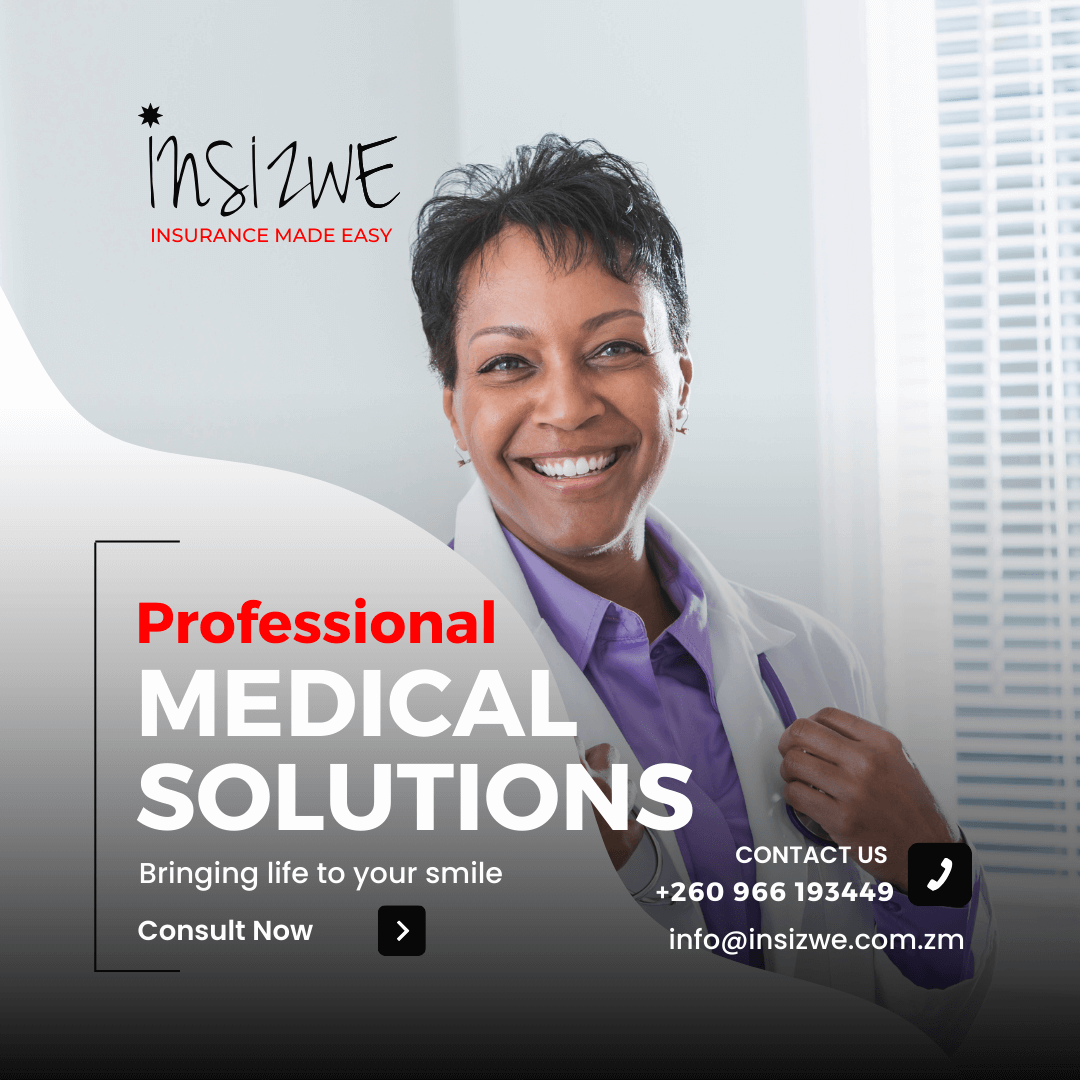 insizwe
INSURANCE MADE EASY
Professional
MEDICAL
SOLUTIONS
Bringing life to your smile
Consult Now
CONTACT US
+260 966 193449
info@insizwe.com.zm